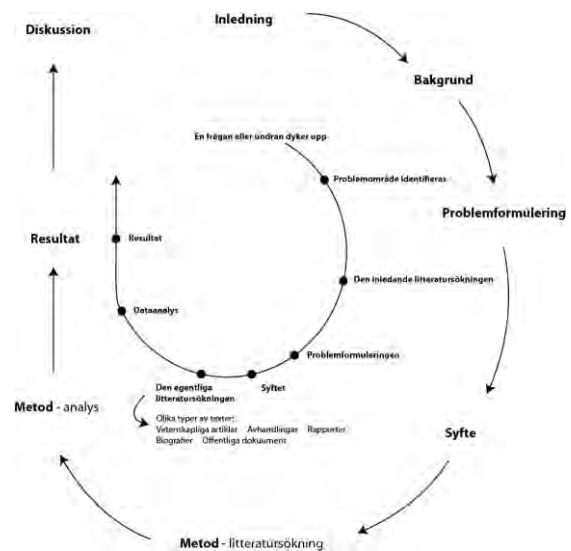 Inledning
Diskussion
Bakgrund
En frågan eller undran dyker upp
Problemområde identifieras
Problemformulering
Resultat
Resultat
Den inledande litteratursökningen
Dataanalys
Problemformuleringen
Den egentliga
litteratursökningen
Syftet
Metod - analys
Olika typer av texter:
Vetenskapliga artiklar Avhandlingar Rapporter
Biografier Offentliga dokument
Syfte
Metod - litteratursökning